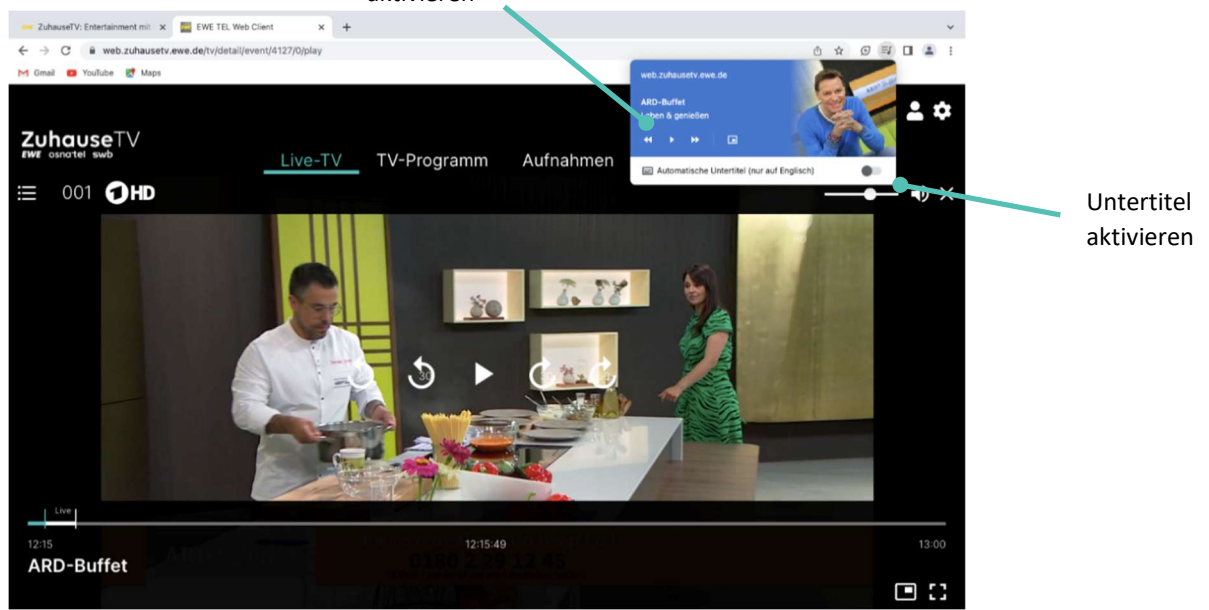 aktivieren
ZuhauseTV: Entertainment mit
EWE TEL Web Client
web.zuhausetv.ewe.de/tv/detail/event/4127/0/play
Gmail YouTube Maps
web.zuhausetv.ewe.de
ARD-Buffet
Leben & genießen
Automatische Untertitel (nur auf Englisch)
ZuhauseTV
EWE osnatel swb
Live-TV TV-Programm Aufnahmen
001 1 HD
Untertitel
aktivieren
30
Live
12:15 12:15:49 13:00
ARD-Buffet